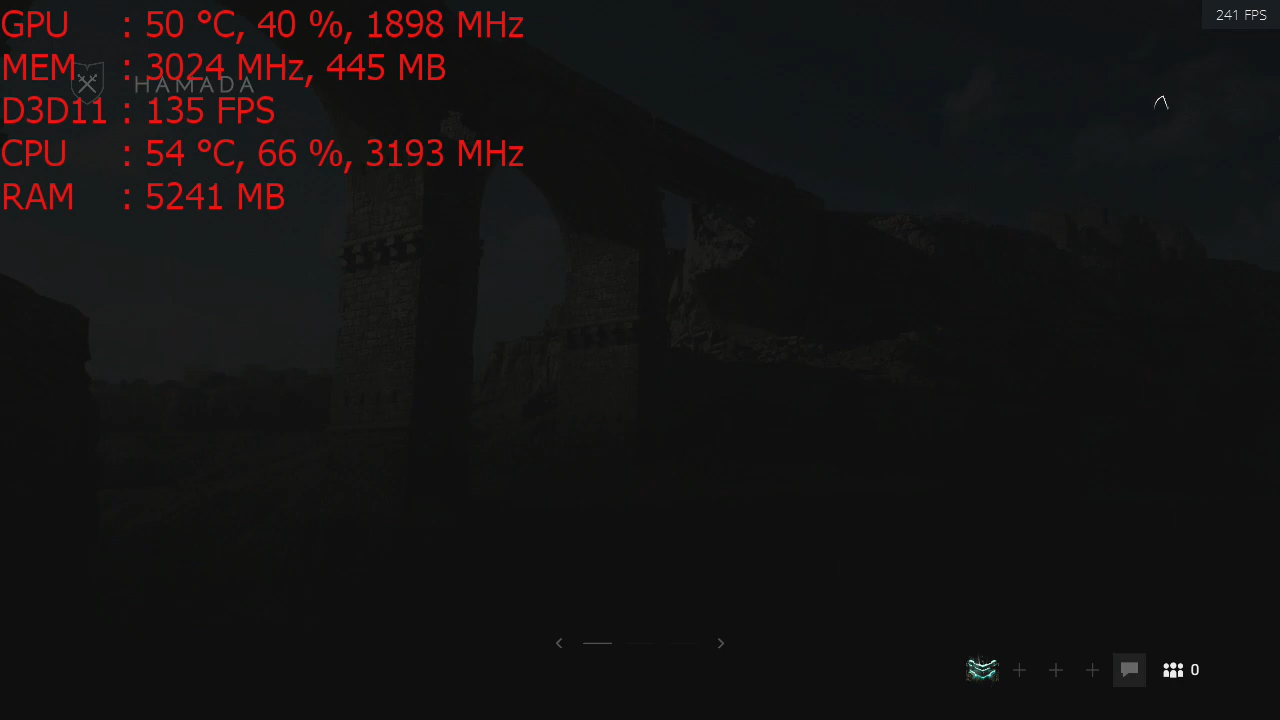 GPU : 50 °C, 40 %, 1898 MHz
241 FPS
MEM : 3024 MHz, 445 MB
HAMADA
D3D11 : 135 FPS
CPU : 54 °C, 66 %, 3193 MHz
RAM : 5241 MB
0